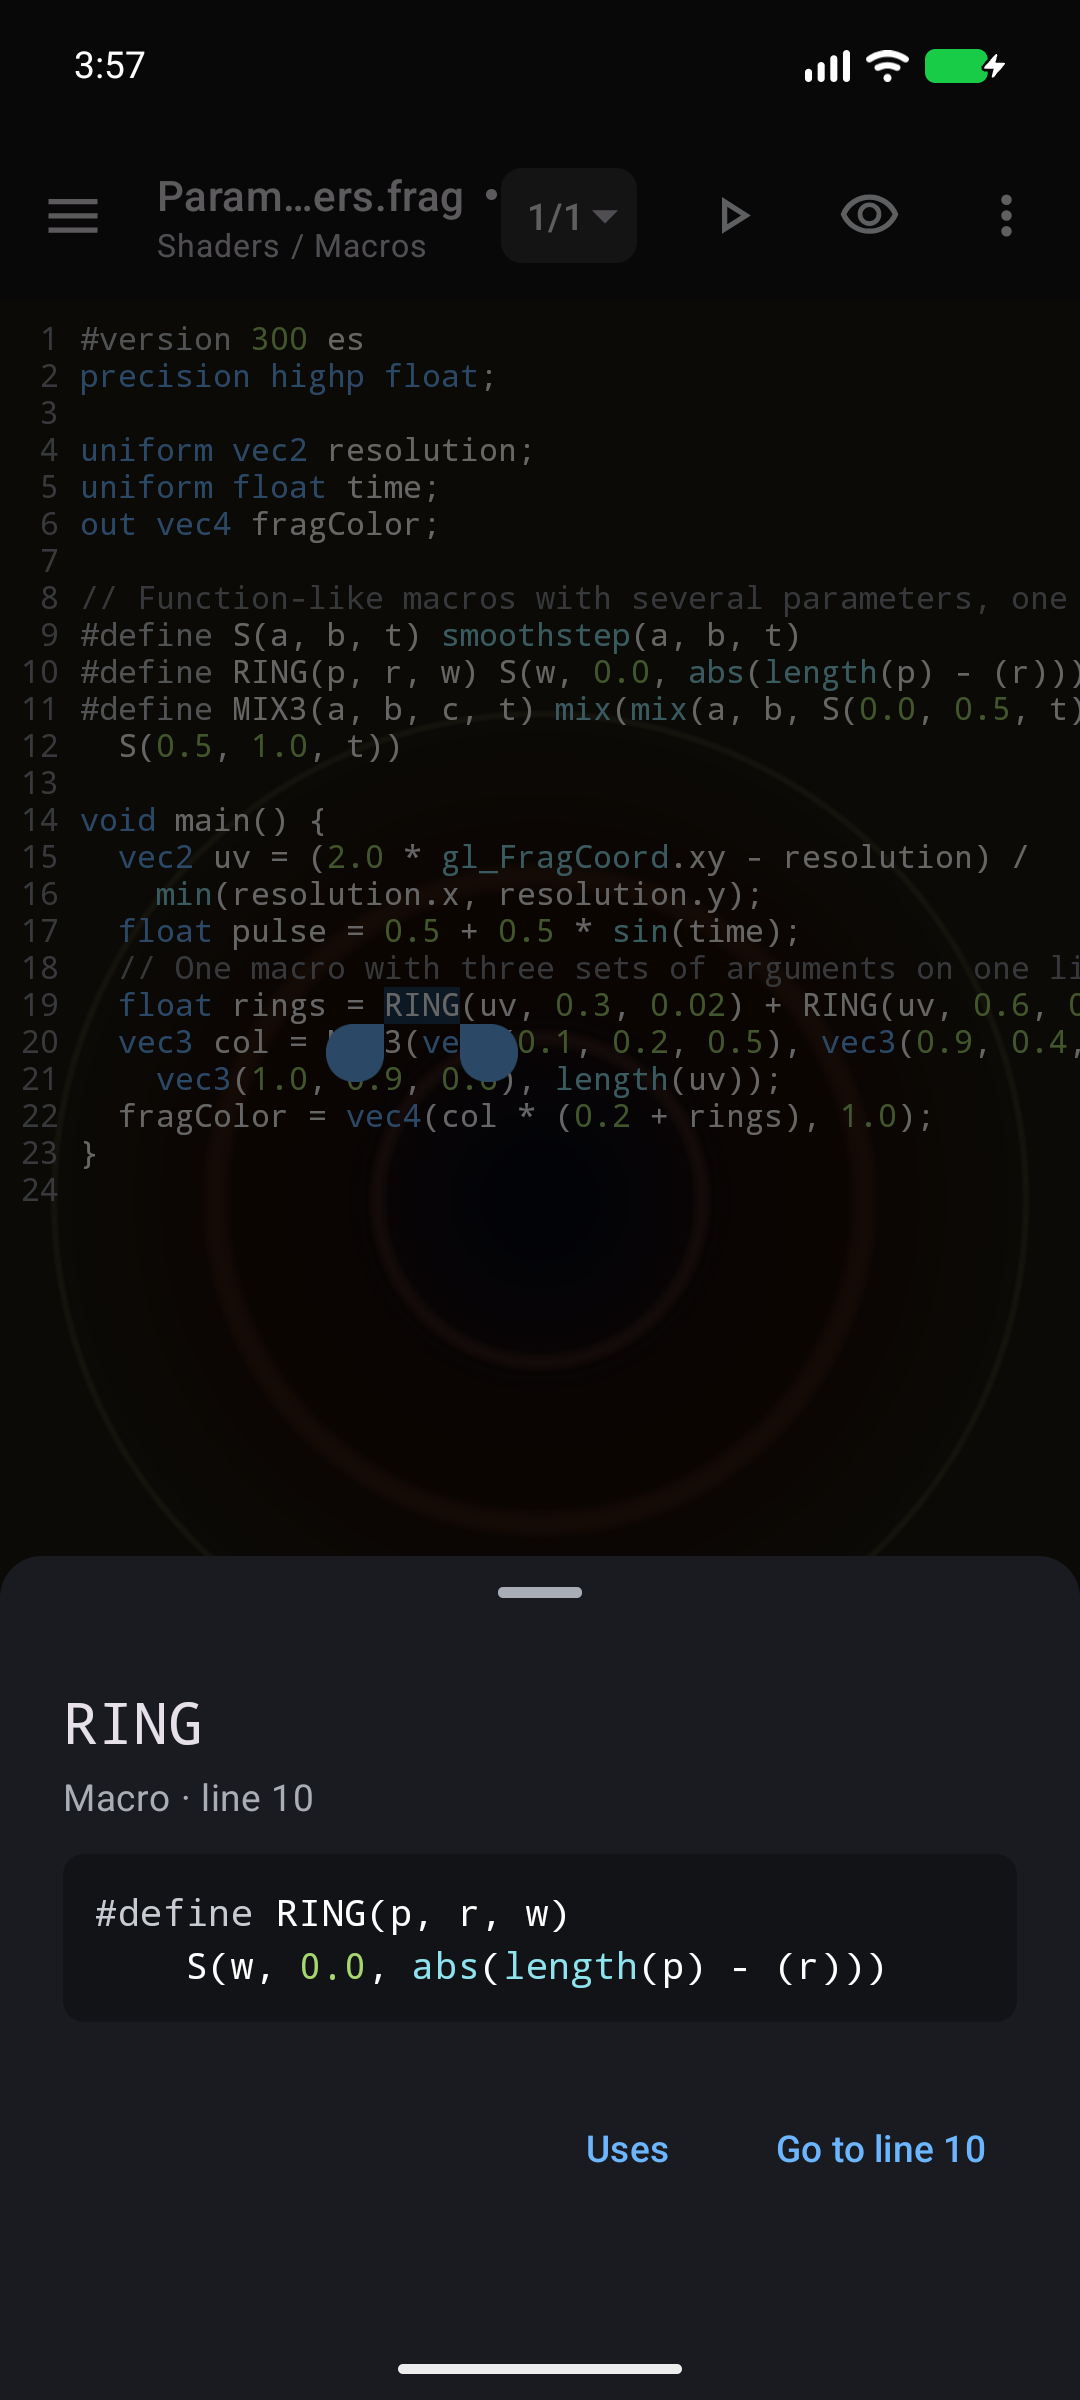 3:57
Param...ers.frag •
1/1
Shaders / Macros
1 #version 300 es
2 precision highp float;
3
4 uniform vec2 resolution;
5 uniform float time;
6 out vec4 fragColor;
7
8 // Function-like macros with several parameters, one
9 #define S(a, b, t) smoothstep(a, b, t)
10 #define RING(p, r, w) S(w, 0.0, abs(length(p) - (r)))
11 #define MIX3(a, b, c, t) mix(mix(a, b, S(0.0, 0.5, t)
12 S(0.5, 1.0, t))
13
14 void main() {
15 vec2 uv = (2.0 * gl_FragCoord.xy - resolution) /
16 min(resolution.x, resolution.y);
17 float pulse = 0.5 + 0.5 * sin(time);
18 // One macro with three sets of arguments on one li
19 float rings = RING(uv, 0.3, 0.02) + RING(uv, 0.6, 0
20 vec3 col = 3(ve 0.1, 0.2, 0.5), vec3(0.9, 0.4,
21 vec3(1.0, 0.9, 0.8), length(uv));
22 fragColor = vec4(col * (0.2 + rings), 1.0);
23 }
24
RING
Macro · line 10
#define RING(p, r, w)
S(w, 0.0, abs(length(p) - (r)))
Uses
Go to line 10